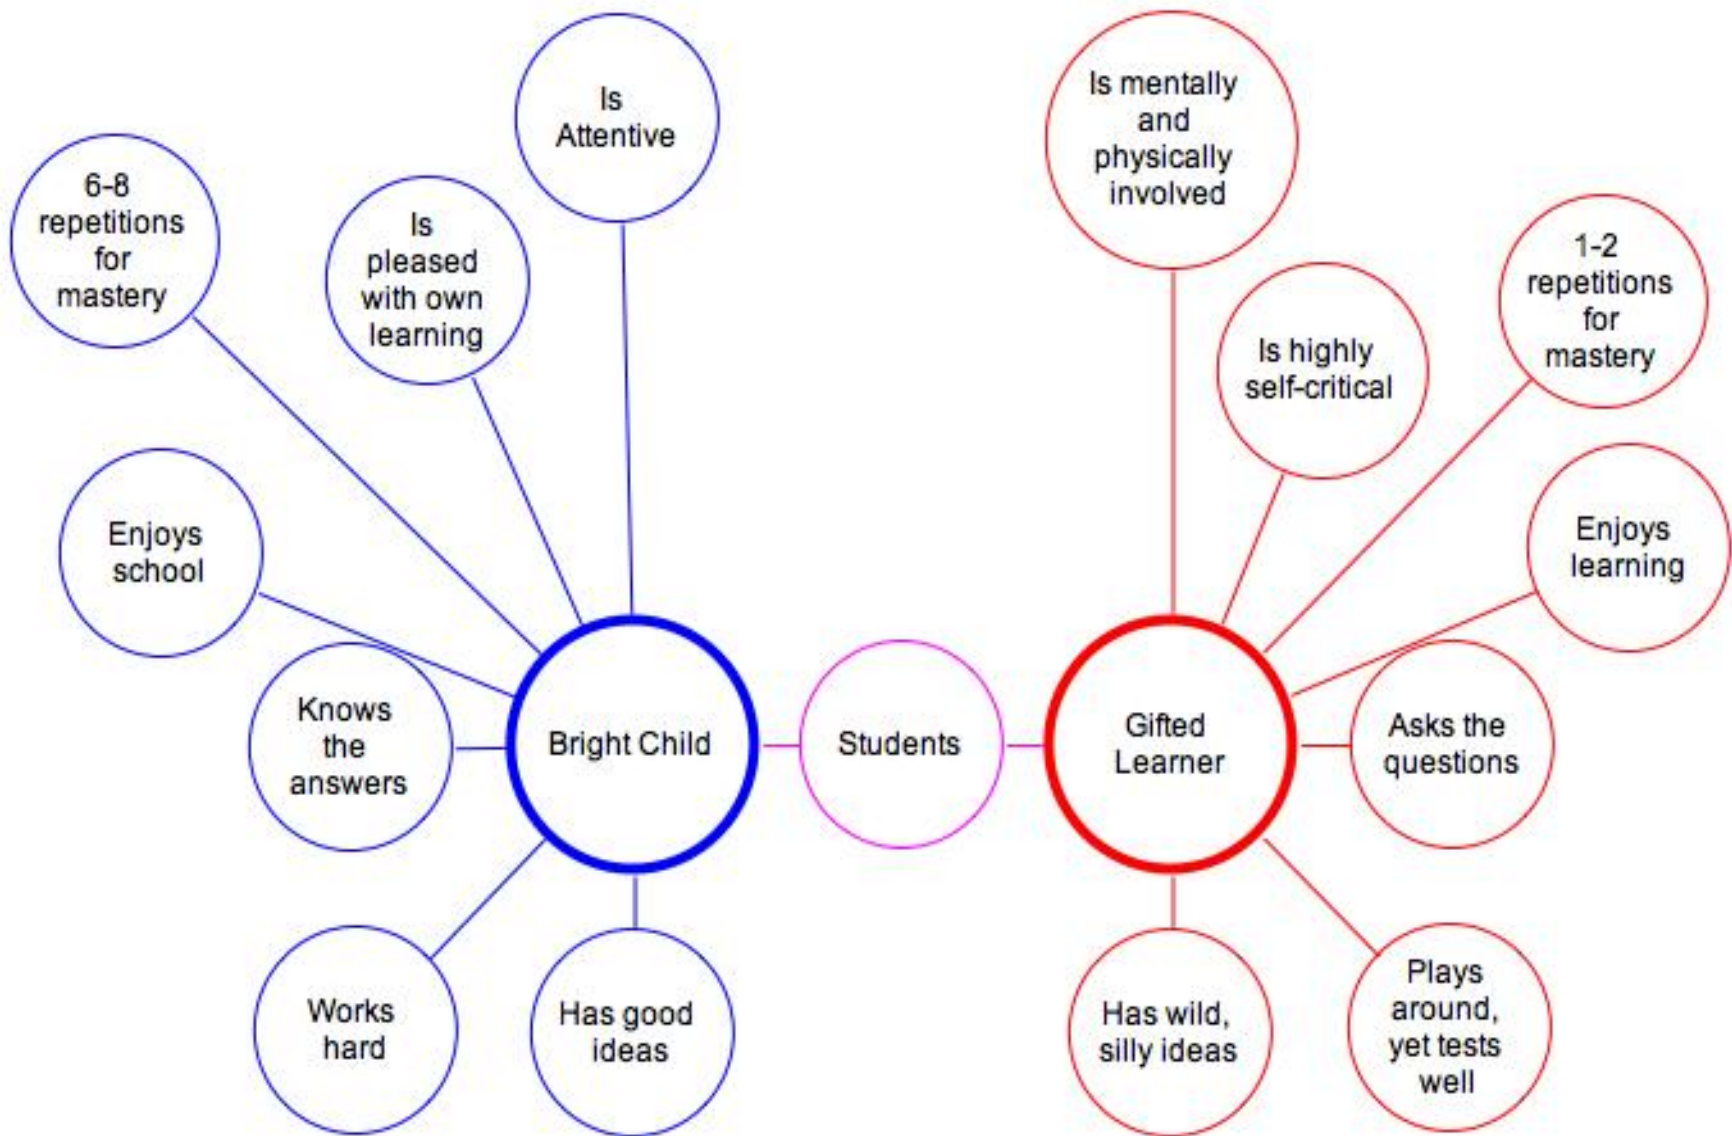 Is
Attentive
Is mentally
and
physically
involved
6-8
repetitions
for
mastery
Is
pleased
with own
learning
1-2
repetitions
for
mastery
Is highly
self-critical
Enjoys
school
Enjoys
learning
Knows
the
answers
Bright Child
Students
Gifted
Learner
Asks the
questions
Works
hard
Has good
ideas
Has wild,
silly ideas
Plays
around,
yet tests
well